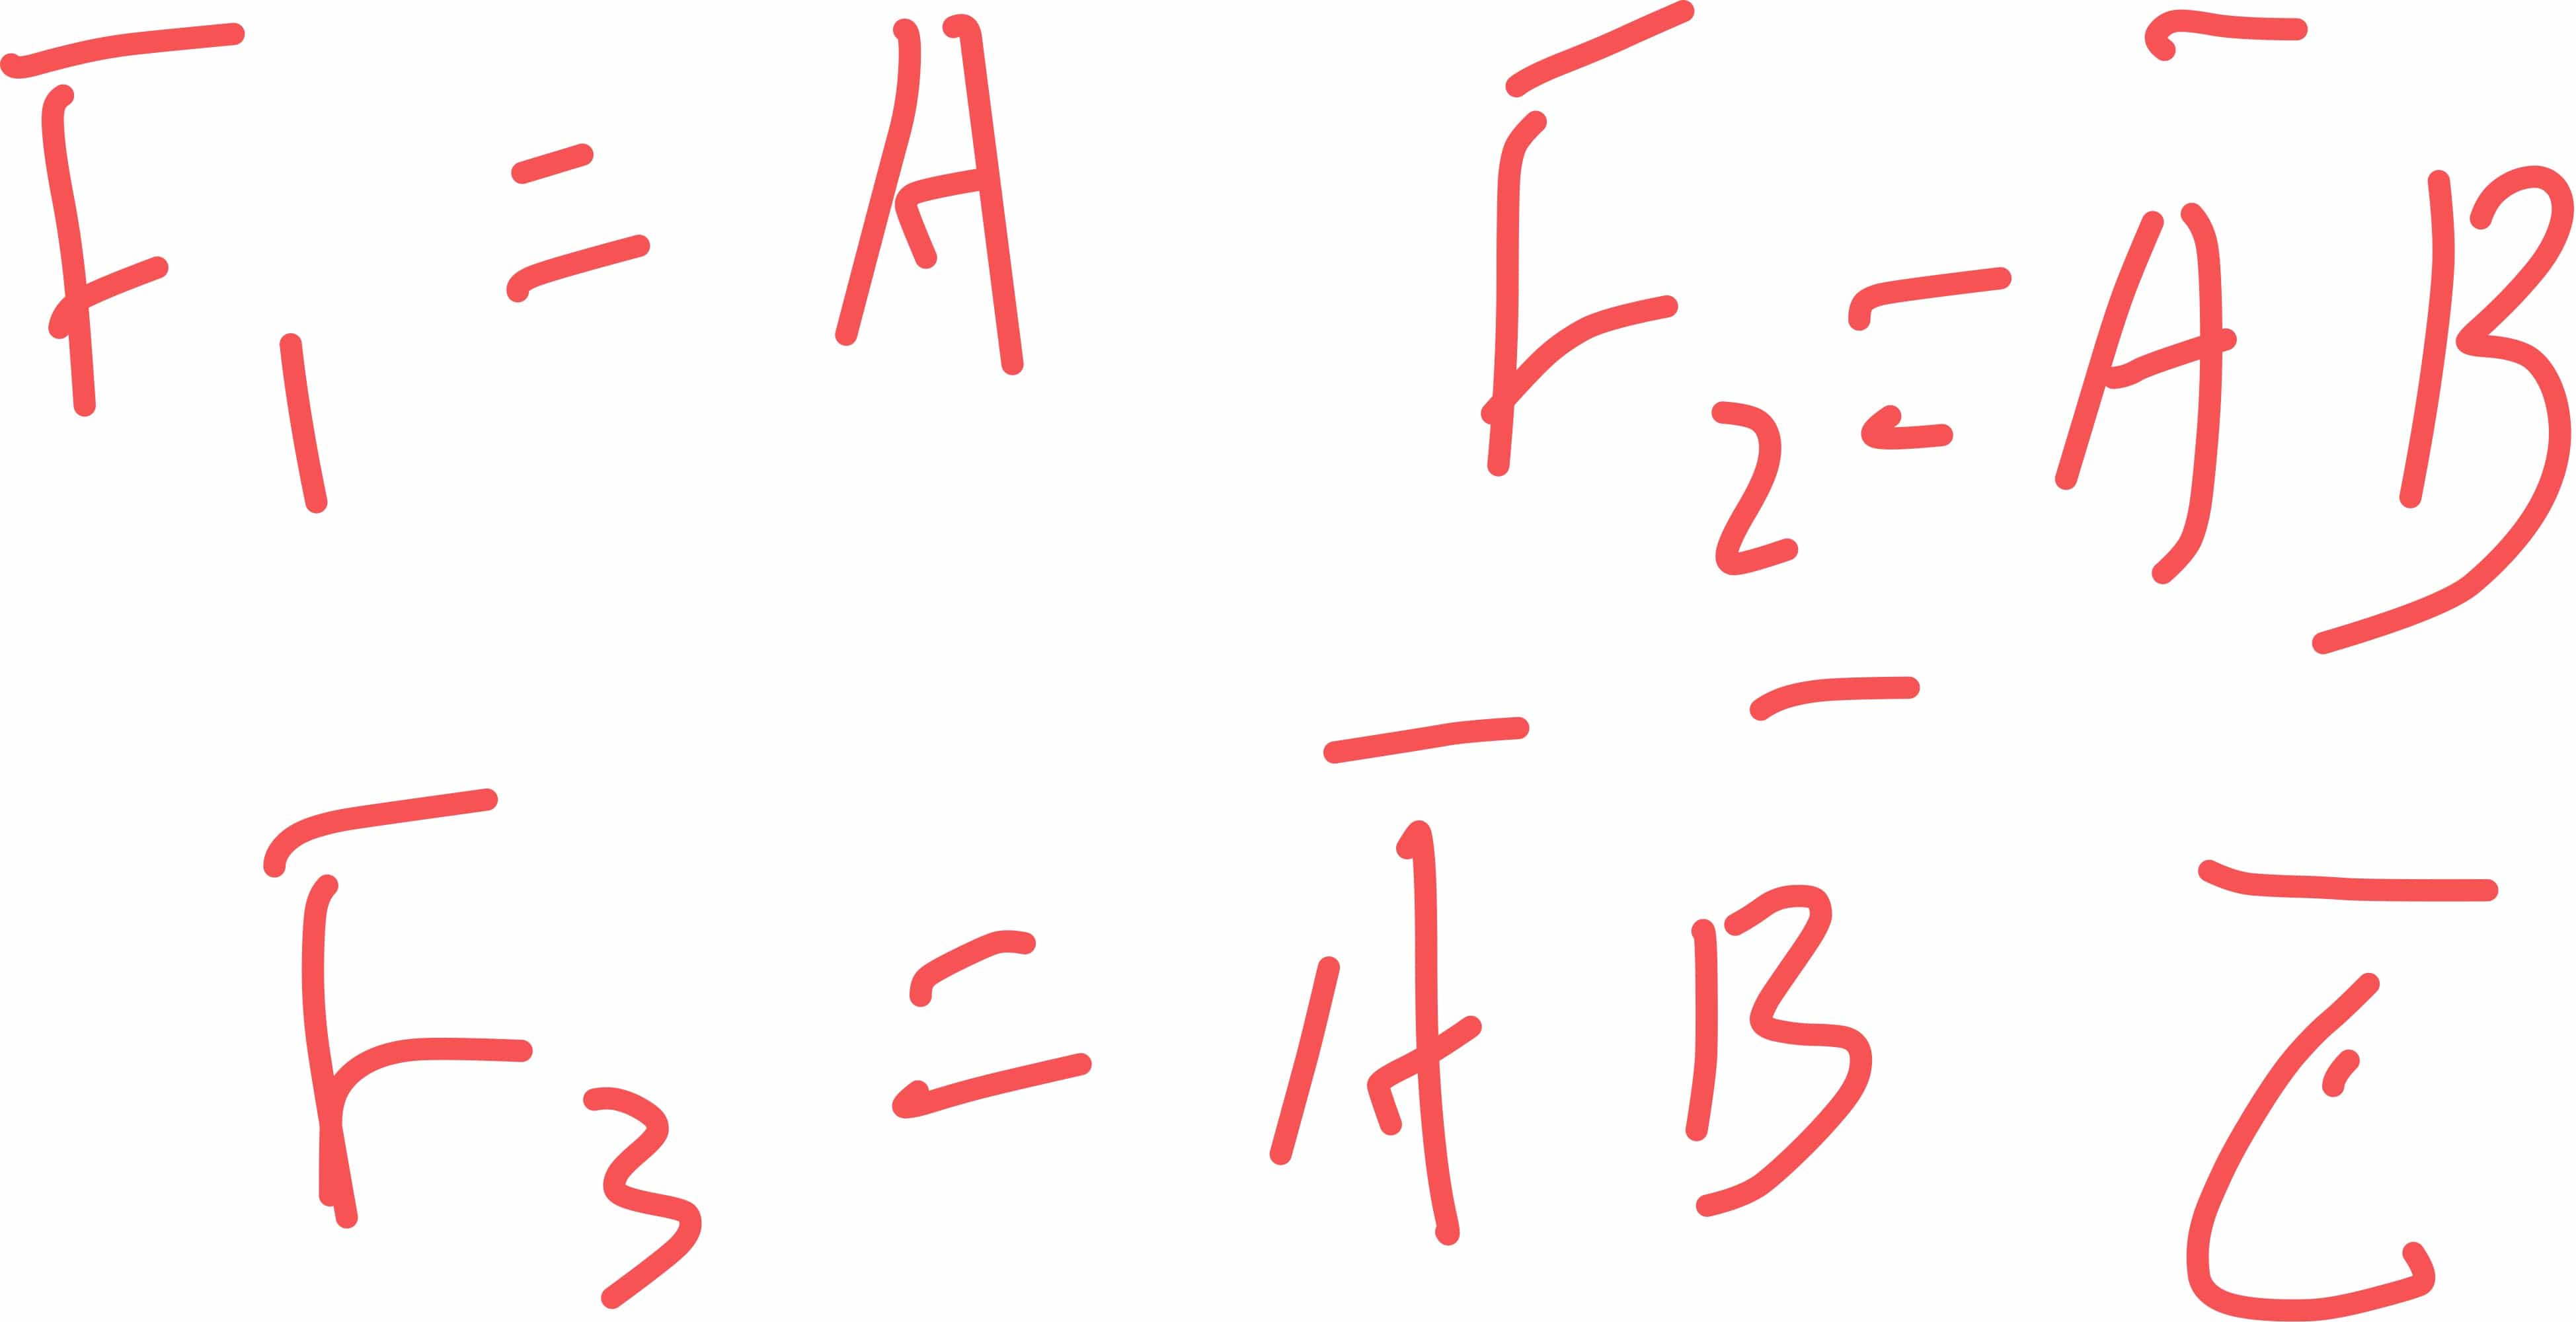 F₁ = A F₂ = A̅B
F₃ = A̅ B̅ C̅